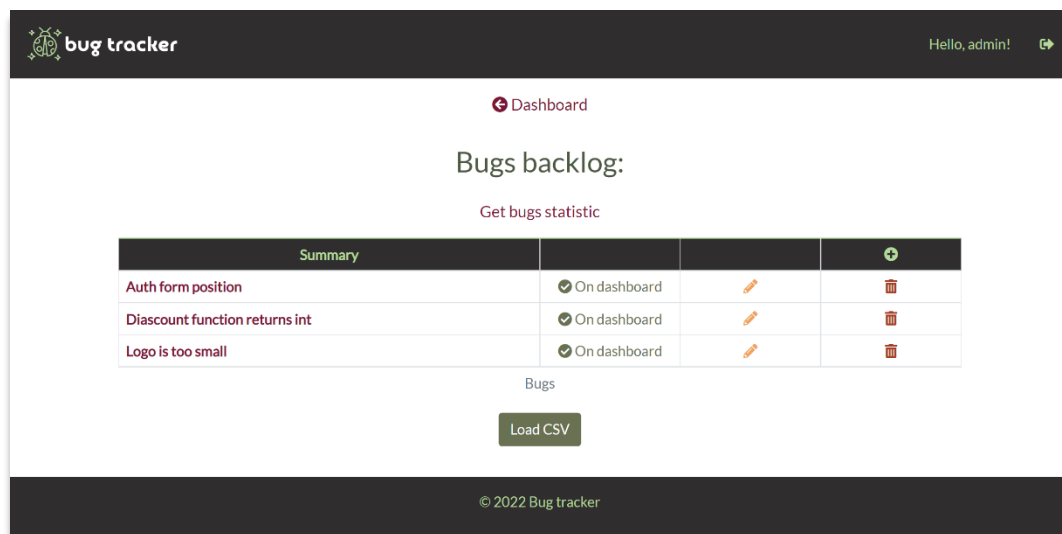 bug tracker
Hello, admin!
Dashboard
Bugs backlog:
Get bugs statistic
Summary
Auth form position On dashboard
Diascount function returns int On dashboard
Logo is too small On dashboard
Bugs
Load CSV
© 2022 Bug tracker